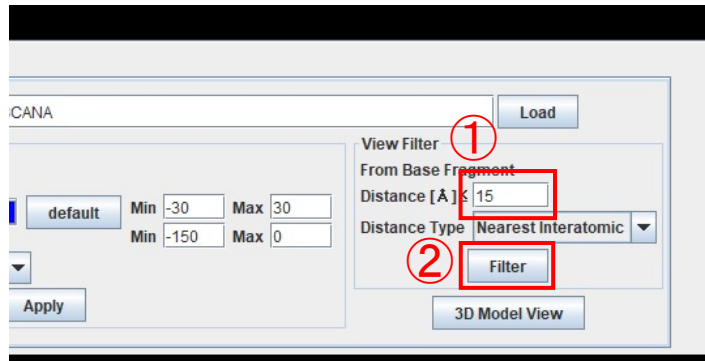 CANA
Load
①
View Filter
From Base Fragment
Distance [Å]≤ 15
default Min -30 Max 30
Distance Type Nearest Interatomic
Min -150 Max 0
②
Filter
Apply
3D Model View